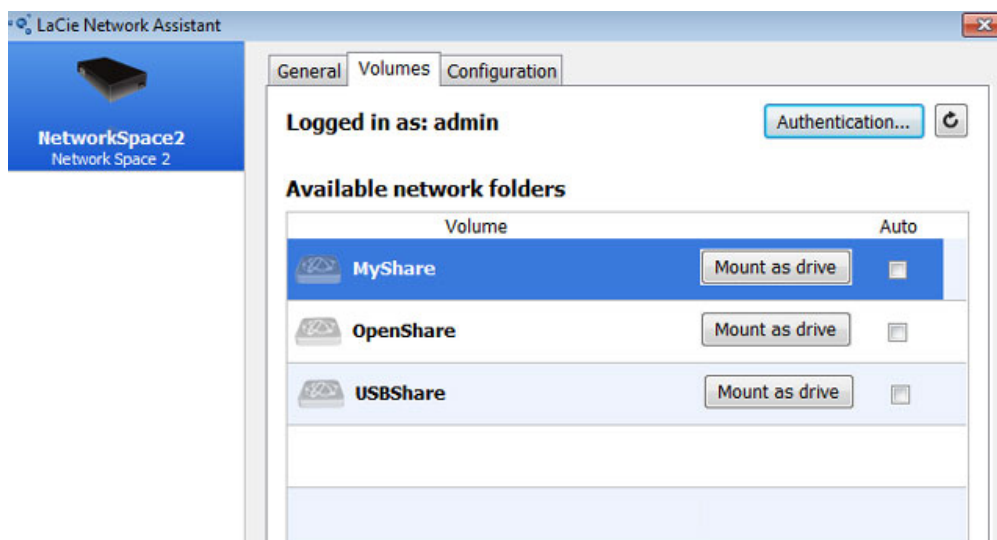 LaCie Network Assistant
NetworkSpace2
Network Space 2
General Volumes Configuration
Logged in as: admin Authentication...
Available network folders
Volume Auto
MyShare Mount as drive
OpenShare Mount as drive
USBShare Mount as drive